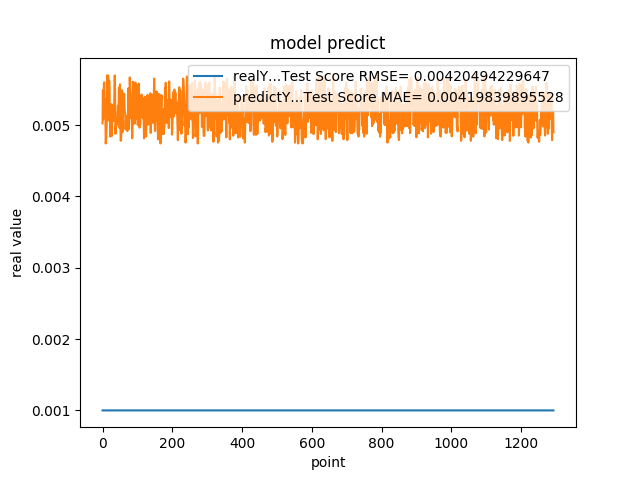 model predict
realY...Test Score RMSE= 0.00420494229647
predictY...Test Score MAE= 0.00419839895528
0.005
0.004
0.003
0.002
0.001
real value
0 200 400 600 800 1000 1200
point